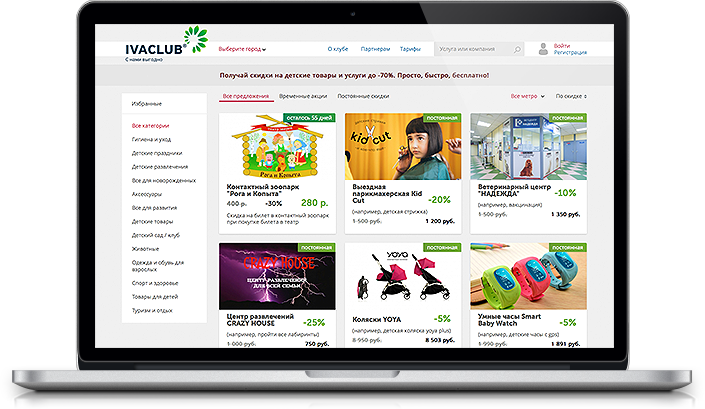 IVACLUB®
С нами выгодно
Выберите город
О клубе
Партнерам
Тарифы
Услуга или компания
Войти
Регистрация
Получай скидки на детские товары и услуги до -70%. Просто, быстро, бесплатно!
Избранные
Все предложения
Временные акции
Постоянные скидки
Все метро
По скидке
Все категории
Гигиена и уход
Детские праздники
Детские развлечения
Все для новорожденных
Аксессуары
Все для развития
Детские товары
Детский сад / клуб
Животные
Одежда и обувь для
взрослых
Спорт и здоровье
Товары для детей
Туризм и отдых
осталось 55 дней
Рога и Копыта
Контактный зоопарк
"Рога и Копыта"
400 р.
-30%
280 р.
Скидка на билет в контактный зоопарк
при покупке билета в театр
постоянная
kid cut
Выездная
парикмахерская Kid
Cut
-20%
(например, детская стрижка)
1 500 руб.
1 200 руб.
постоянная
Ветеринарный центр
"НАДЕЖДА"
-10%
(например, вакцинация)
1 500 руб.
1 350 руб.
постоянная
CRAZY HOUSE
ЦЕНТР РАЗВЛЕЧЕНИЙ
ДЛЯ ВСЕЙ СЕМЬИ
Центр развлечений
CRAZY HOUSE
-25%
(например, пройти все лабиринты)
1 000 руб.
750 руб.
постоянная
YOYA
Коляски YOYA
-5%
(например, детская коляска yoya plus)
8 950 руб.
8 503 руб.
постоянная
Умные часы Smart
Baby Watch
-5%
(например, детские часы с gps)
1 990 руб.
1 891 руб.